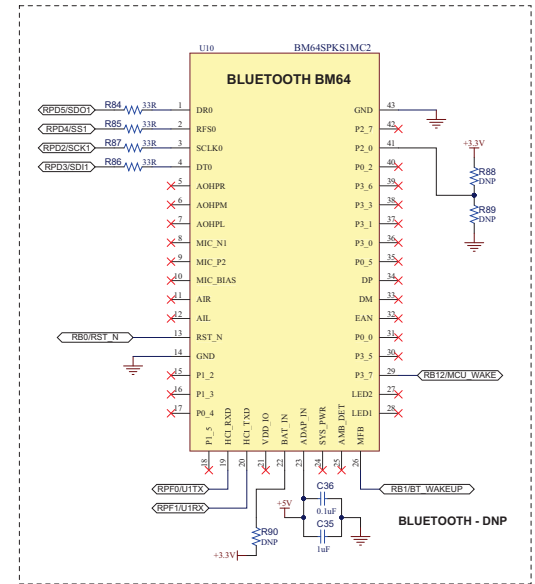 U10 BM64SPKS1MC2
BLUETOOTH BM64
RPD5/SDO1 R84 33R 1 DR0 GND 43
RPD4/SS1 R85 33R 2 RFS0 P2_7 42
RPD2/SCK1 R87 33R 3 SCLK0 P2_0 41 +3.3V
RPD3/SDI1 R86 33R 4 DT0 P0_2 40 R88
DNP
5 AOHPR P3_6 39
6 AOHPM P3_3 38 R89
DNP
7 AOHPL P3_1 37
8 MIC_N1 P3_0 36
9 MIC_P2 P0_5 35
10 MIC_BIAS DP 34
11 AIR DM 33
12 AIL EAN 32
RB0/RST_N 13 RST_N P0_0 31
14 GND P3_5 30
15 P1_2 P3_7 29 RB12/MCU_WAKE
16 P1_3 LED2 27
17 P0_4 LED1 28
P1_5 HCI_RXD HCI_TXD VDD_IO BAT_IN ADAP_IN SYS_PWR AMB_DET MFB
18 19 20 21 22 23 24 25 26
RPF0/U1TX C36 RB1/BT_WAKEUP
+5V 0.1uF
RPF1/U1RX
C35 BLUETOOTH - DNP
R90
DNP 1uF
+3.3V